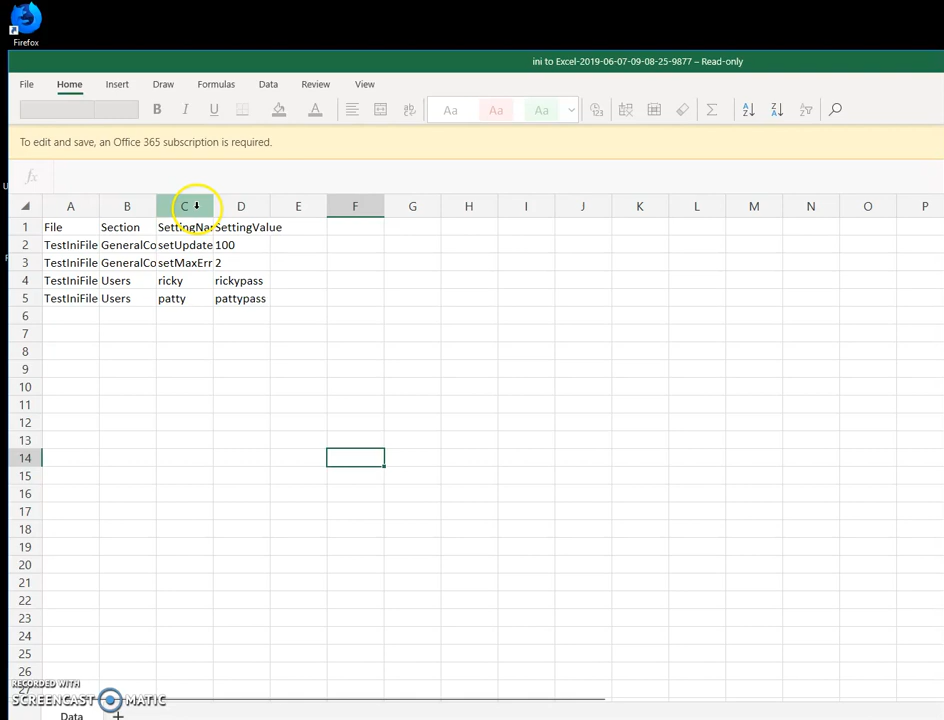 Firefox
ini to Excel-2019-06-07-09-08-25-9877 – Read-only
File Home Insert Draw Formulas Data Review View
B I U A ab Aa Aa Aa Σ
To edit and save, an Office 365 subscription is required.
fx
A B C D E F G H I J K L M N O P
1 File Section SettingNa SettingValue
2 TestIniFile GeneralCo setUpdate 100
3 TestIniFile GeneralCo setMaxErr 2
4 TestIniFile Users ricky rickypass
5 TestIniFile Users patty pattypass
6
7
8
9
10
11
12
13
14
15
16
17
18
19
20
21
22
23
24
25
26
27
RECORDED WITH
SCREENCAST MATIC
Data +